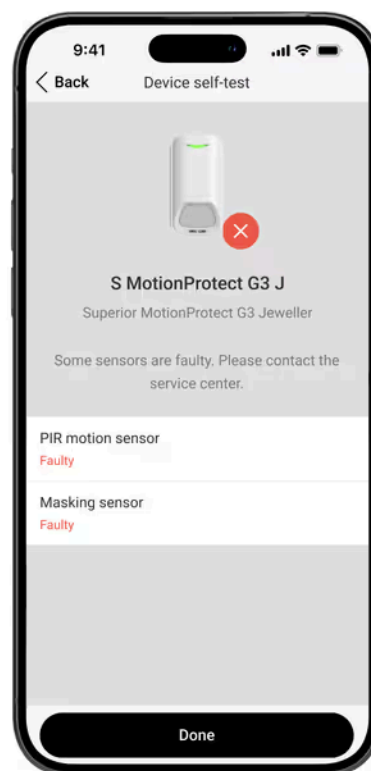 9:41
Back
Device self-test
S MotionProtect G3 J
Superior MotionProtect G3 Jeweller
Some sensors are faulty. Please contact the
service center.
PIR motion sensor
Faulty
Masking sensor
Faulty
Done